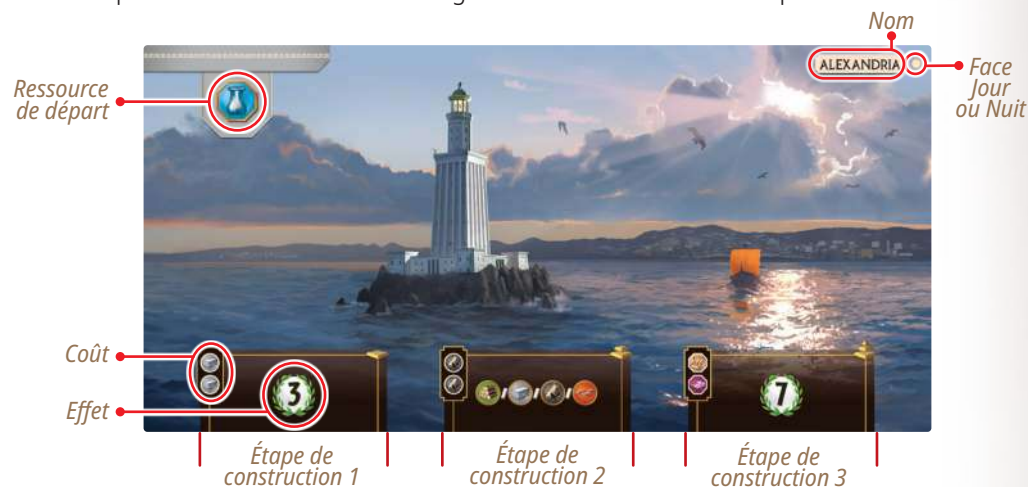 Nom
ALEXANDRIA
Face
Jour
ou Nuit
Ressource
de départ
Coût
Effet
3
7
Étape de
construction 1
Étape de
construction 2
Étape de
construction 3